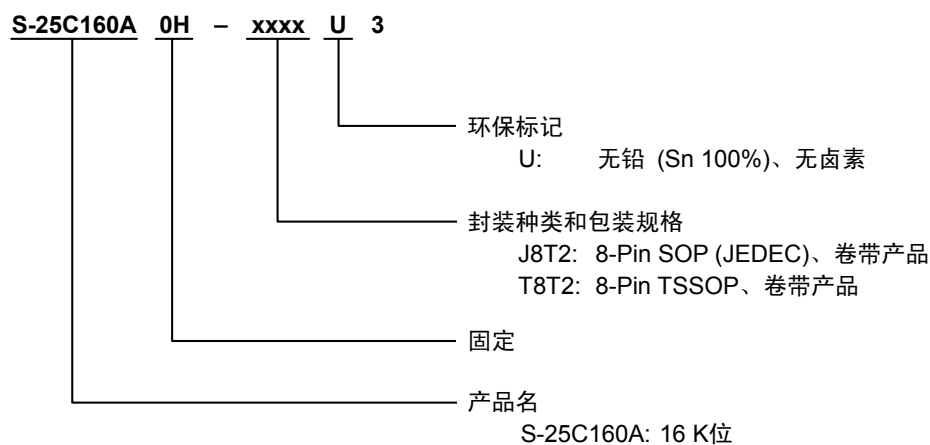 S-25C160A 0H – xxxx U 3
环保标记
U: 无铅 (Sn 100%)、无卤素
封装种类和包装规格
J8T2: 8-Pin SOP (JEDEC)、卷带产品
T8T2: 8-Pin TSSOP、卷带产品
固定
产品名
S-25C160A: 16 K位